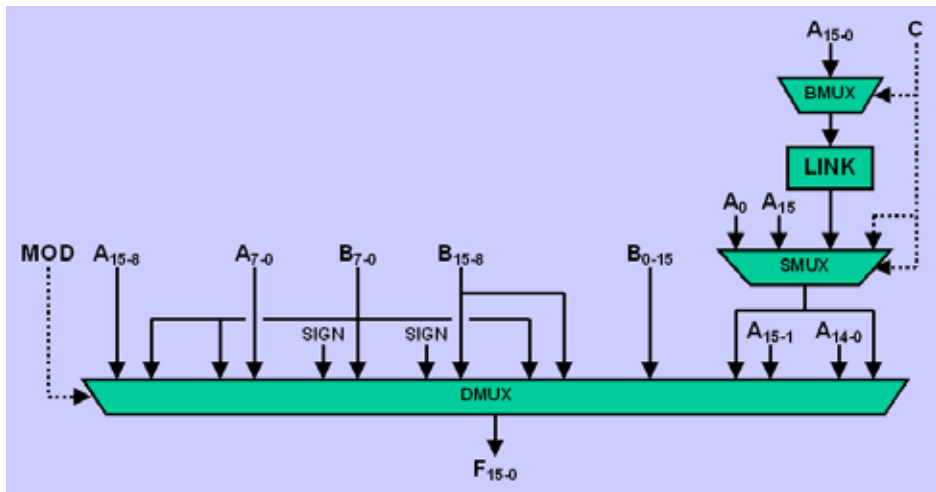 A15-0 C
BMUX
LINK
A0 A15
SMUX
MOD A15-8 A7-0 B7-0 B15-8 B0-15
SIGN SIGN A15-1 A14-0
DMUX
F15-0